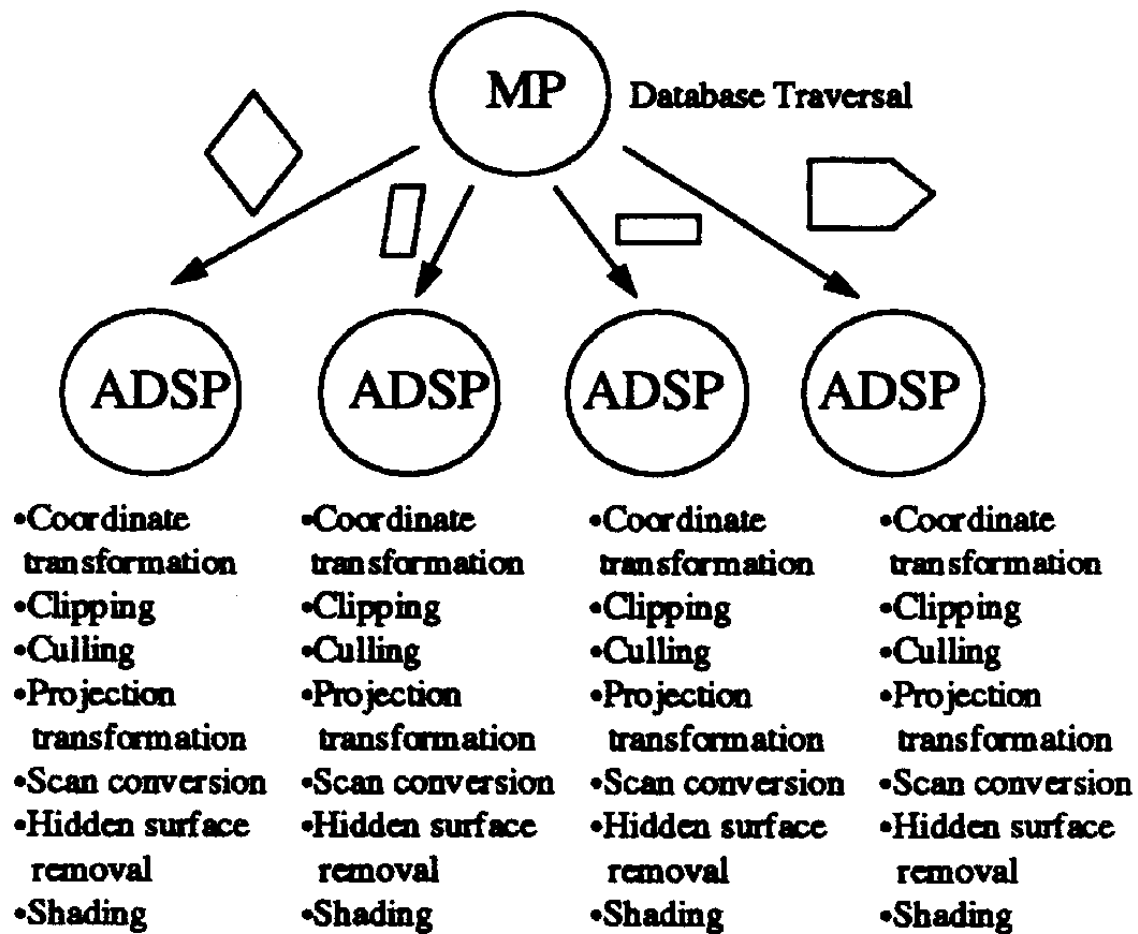 MP Database Traversal
ADSP ADSP ADSP ADSP
•Coordinate
transformation
•Clipping
•Culling
•Projection
transformation
•Scan conversion
•Hidden surface
removal
•Shading
•Coordinate
transformation
•Clipping
•Culling
•Projection
transformation
•Scan conversion
•Hidden surface
removal
•Shading
•Coordinate
transformation
•Clipping
•Culling
•Projection
transformation
•Scan conversion
•Hidden surface
removal
•Shading
•Coordinate
transformation
•Clipping
•Culling
•Projection
transformation
•Scan conversion
•Hidden surface
removal
•Shading